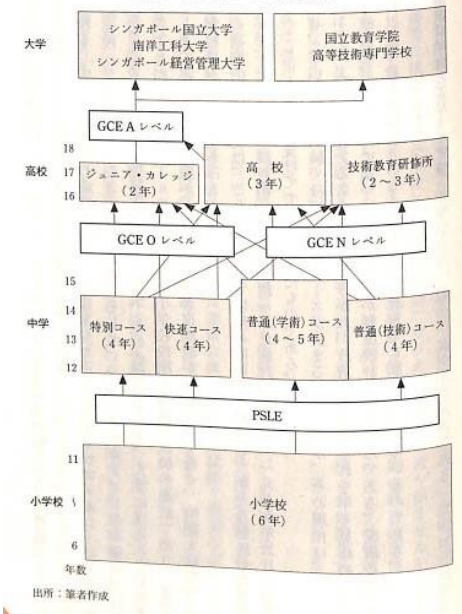 大学
シンガポール国立大学
南洋工科大学
シンガポール経営管理大学
国立教育学院
高等技術専門学校
GCE A レベル
高校
18
17
16
ジュニア・カレッジ
(2年)
高校
(3年)
技術教育研修所
(2〜3年)
GCE O レベル
GCE N レベル
中学
15
14
13
12
特別コース
(4年)
快速コース
(4年)
普通(学術)コース
(4〜5年)
普通(技術)コース
(4年)
PSLE
小学校
11
〜
6
年数
小学校
(6年)
出所：筆者作成